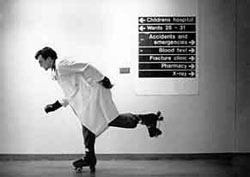 Childrens hospital
Wards 20 - 31
Accidents and
emergencies
Blood test
Fracture clinic
Pharmacy
X-ray